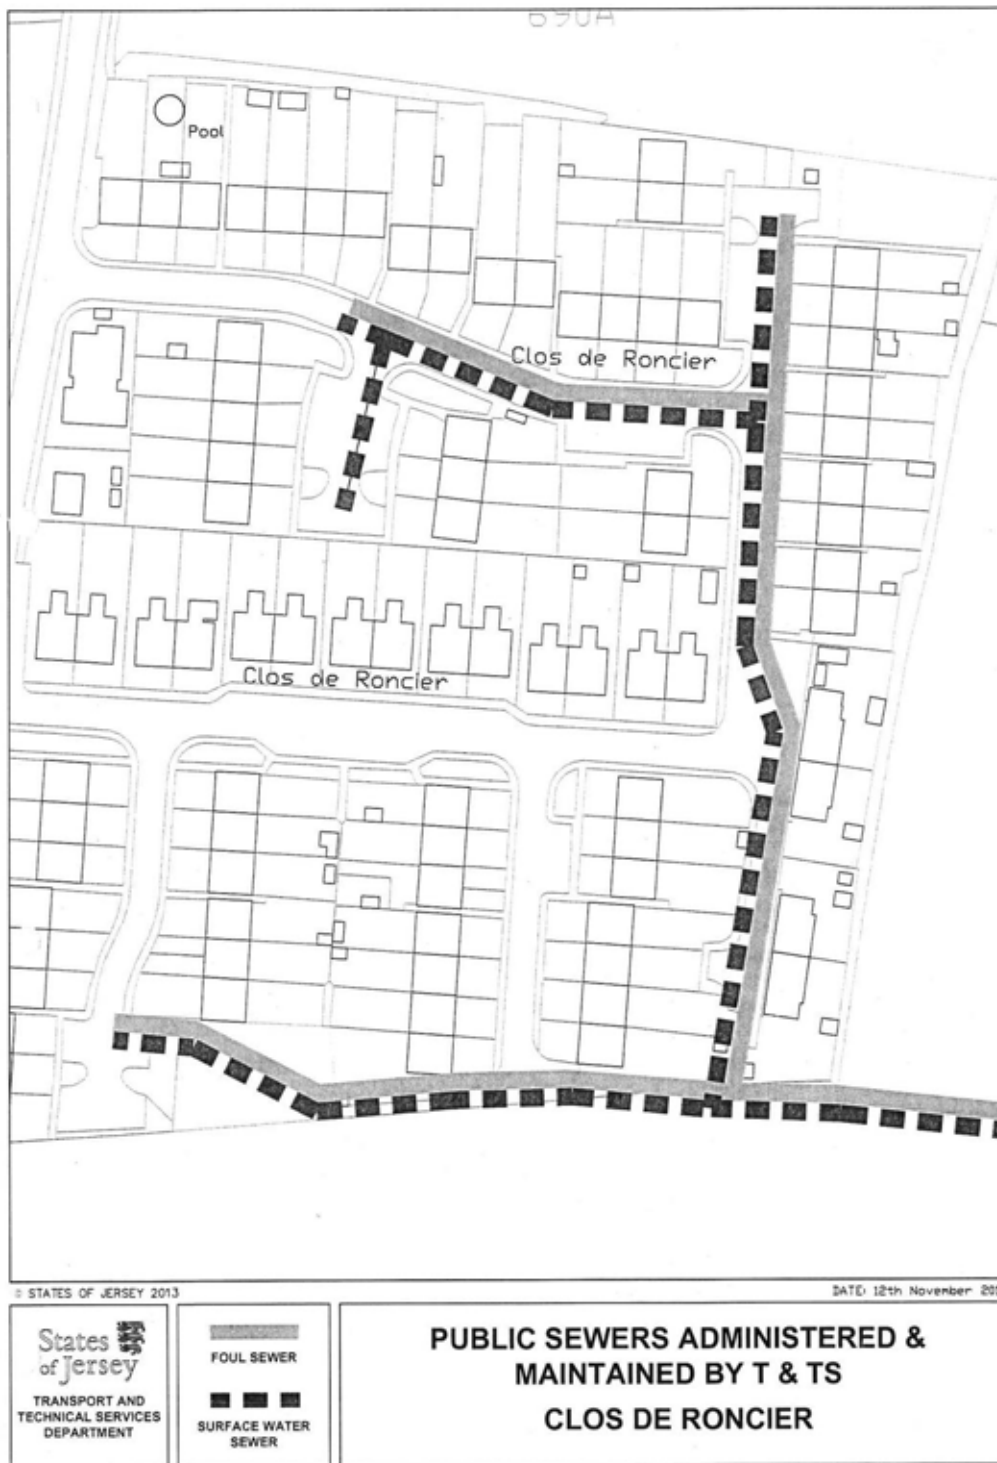 Pool
Clos de Roncier
Clos de Roncier
© STATES OF JERSEY 2013
DATE: 12th November
States
of Jersey
TRANSPORT AND
TECHNICAL SERVICES
DEPARTMENT
FOUL SEWER
SURFACE WATER
SEWER
PUBLIC SEWERS ADMINISTERED &
MAINTAINED BY T & TS
CLOS DE RONCIER